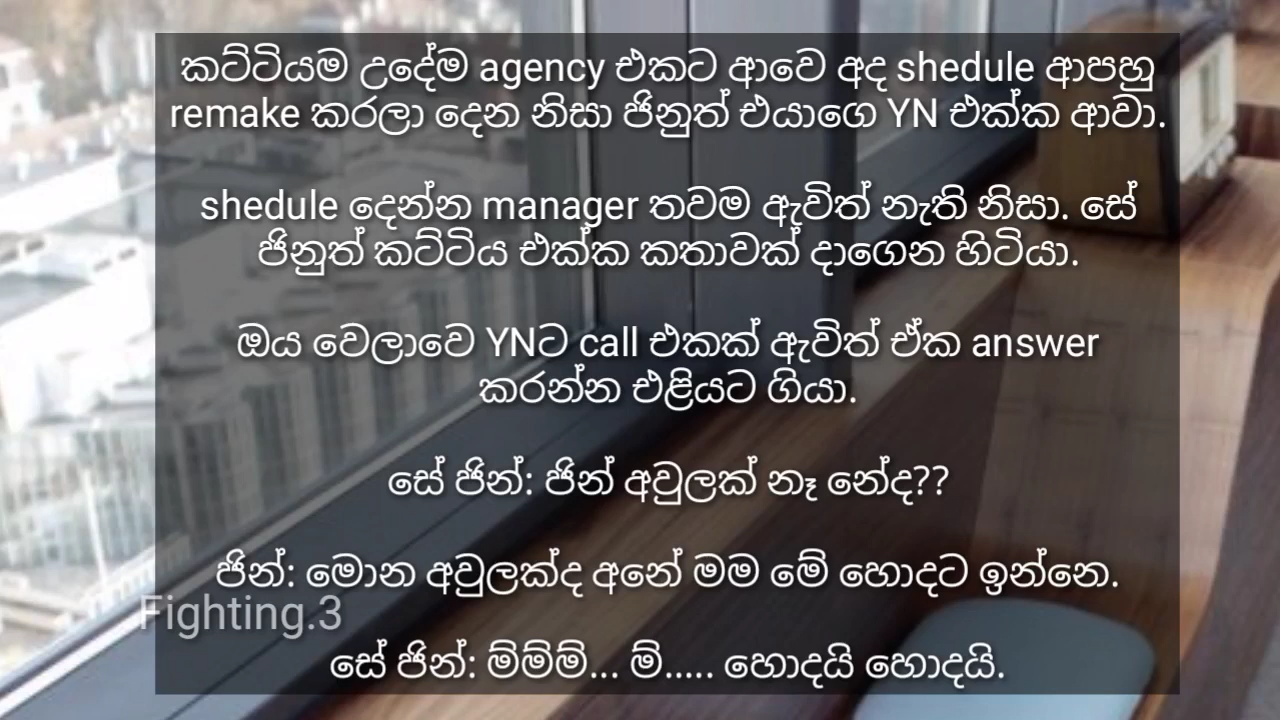 කට්ටියම උදේම agency එකට ආවෙ අද shedule ආපහු
remake කරලා දෙන නිසා ජිනුත් එයාගෙ YN එක්ක ආවා.
shedule දෙන්න manager තවම ඇවිත් නැති නිසා. සේ
ජිනුත් කට්ටිය එක්ක කතාවක් දාගෙන හිටියා.
ඔය වෙලාවෙ YNට call එකක් ඇවිත් ඒක answer
කරන්න එළියට ගියා.
සේ ජින්: ජින් අවුලක් නෑ නේද??
ජින්: මොන අවුලක්ද අනේ මම මේ හොදට ඉන්නෙ.
Fighting.3
සේ ජින්: ම්ම්ම්... ම්..... හොදයි හොදයි.